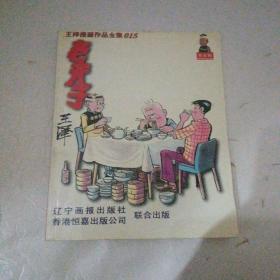 王泽漫画作品全集015
老夫子
王澤
辽宁画报出版社
香港恒嘉出版公司
联合出版